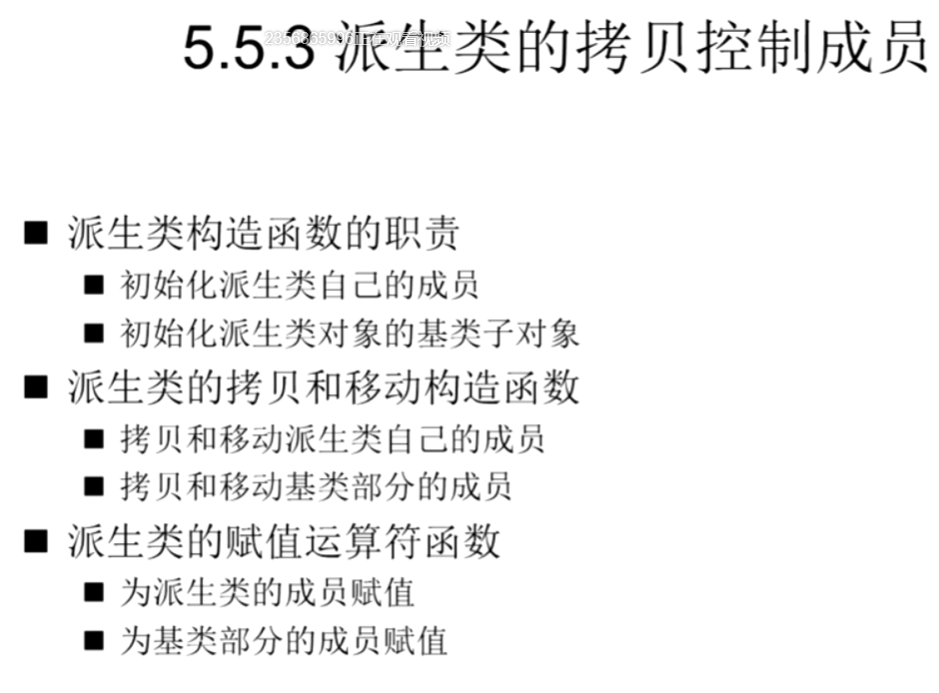 5.5.3 派生类的拷贝控制成员
派生类构造函数的职责
初始化派生类自己的成员
初始化派生类对象的基类子对象
派生类的拷贝和移动构造函数
拷贝和移动派生类自己的成员
拷贝和移动基类部分的成员
派生类的赋值运算符函数
为派生类的成员赋值
为基类部分的成员赋值